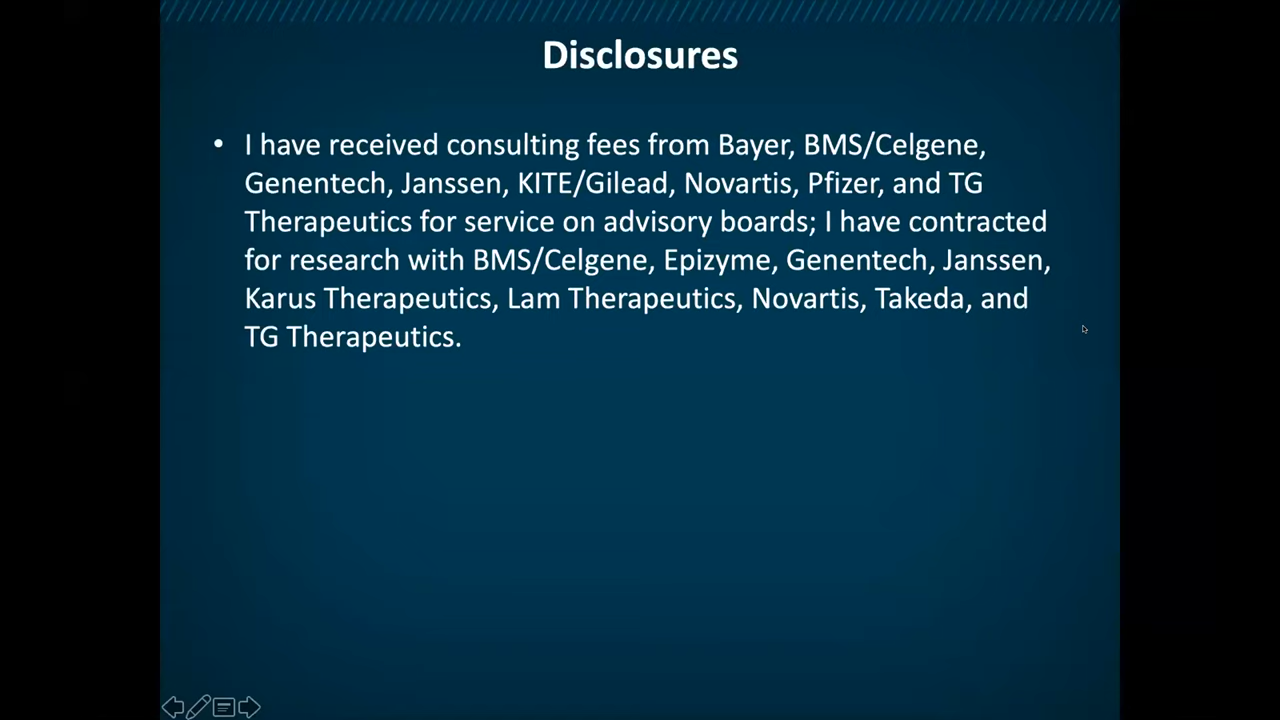 Disclosures
• I have received consulting fees from Bayer, BMS/Celgene,
Genentech, Janssen, KITE/Gilead, Novartis, Pfizer, and TG
Therapeutics for service on advisory boards; I have contracted
for research with BMS/Celgene, Epizyme, Genentech, Janssen,
Karus Therapeutics, Lam Therapeutics, Novartis, Takeda, and
TG Therapeutics.